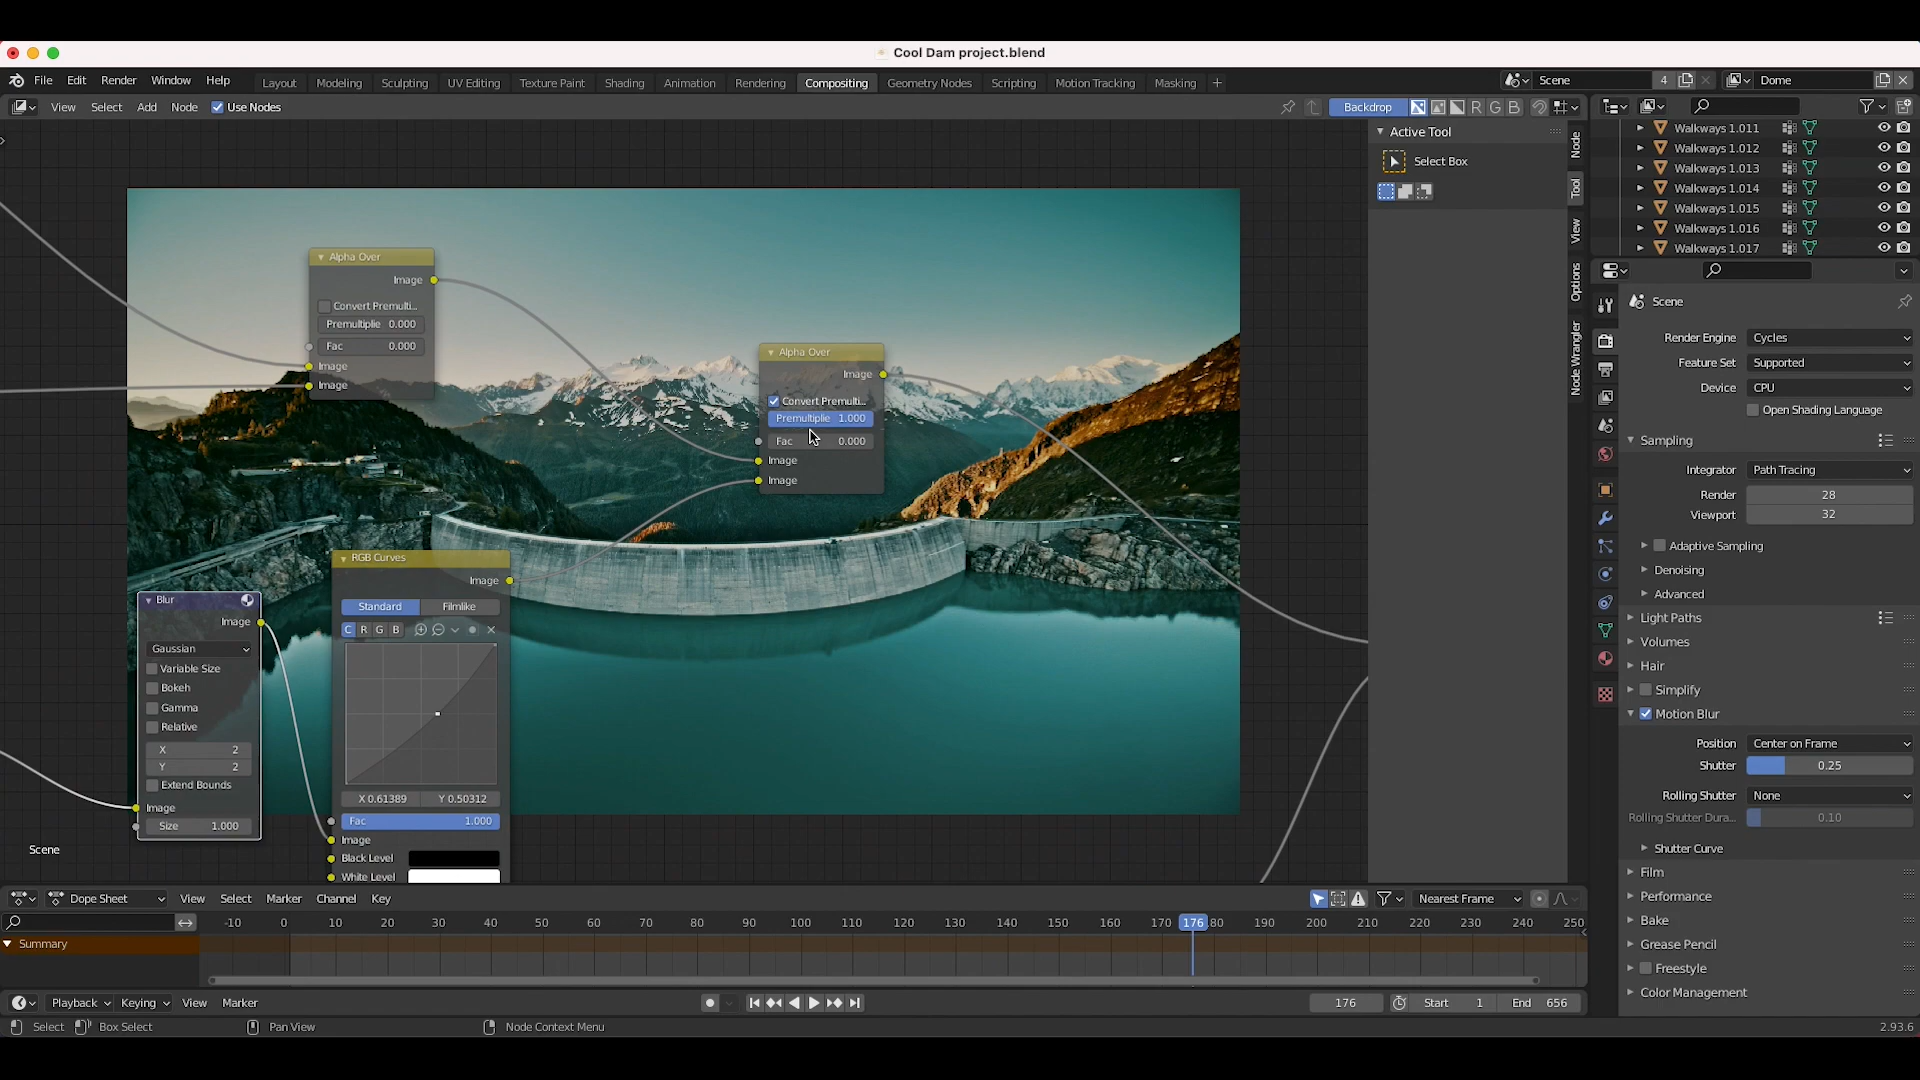 Cool Dam project.blend
File Edit Render Window Help Layout Modeling Sculpting UV Editing Texture Paint Shading Animation Rendering Compositing Geometry Nodes Scripting Motion Tracking Masking + Scene 4 Dome
View Select Add Node Use Nodes Backdrop R G B
Active Tool
Select Box
Node
Tool
View
Options
Node Wrangler
Walkways 1.011
Walkways 1.012
Walkways 1.013
Walkways 1.014
Walkways 1.015
Walkways 1.016
Walkways 1.017
Alpha Over
Image
Convert Premulti...
Premultiplie 0.000
Fac 0.000
Image
Image
Alpha Over
Image
Convert Premulti...
Premultiplie 1.000
Fac 0.000
Image
Image
RGB Curves
Image
Standard Filmlike
C R G B
X 0.61389 Y 0.50312
Fac 1.000
Image
Black Level
White Level
Blur
Image
Gaussian
Variable Size
Bokeh
Gamma
Relative
X 2
Y 2
Extend Bounds
Image
Size 1.000
Scene
Scene
Render Engine Cycles
Feature Set Supported
Device CPU
Open Shading Language
Sampling
Integrator Path Tracing
Render 28
Viewport 32
Adaptive Sampling
Denoising
Advanced
Light Paths
Volumes
Hair
Simplify
Motion Blur
Position Center on Frame
Shutter 0.25
Rolling Shutter None
Rolling Shutter Dura... 0.10
Shutter Curve
Film
Performance
Bake
Grease Pencil
Freestyle
Color Management
Dope Sheet View Select Marker Channel Key Nearest Frame
-10 0 10 20 30 40 50 60 70 80 90 100 110 120 130 140 150 160 170 176 80 190 200 210 220 230 240 250
Summary
Playback Keying View Marker 176 Start 1 End 656
Select Box Select Pan View Node Context Menu 2.93.6